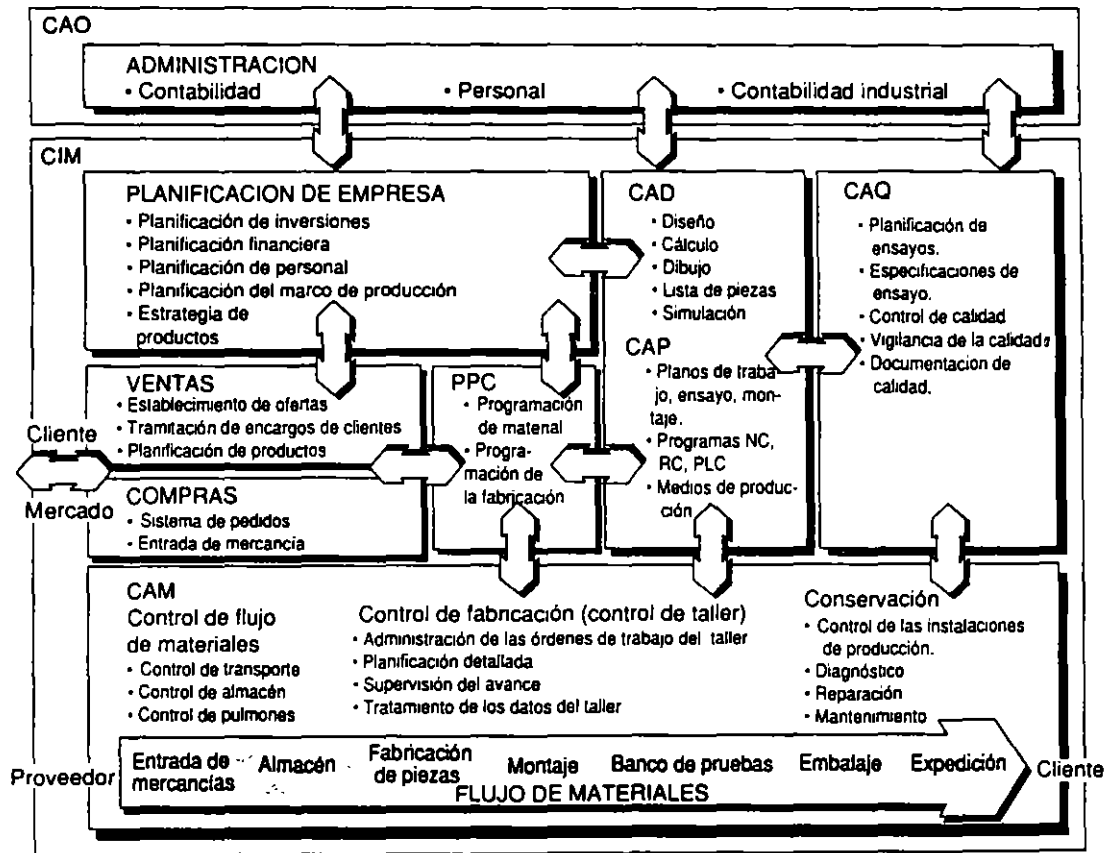 CAO
ADMINISTRACION
• Contabilidad
• Personal
• Contabilidad industrial
CIM
PLANIFICACION DE EMPRESA
• Planificación de inversiones
• Planificación financiera
• Planificación de personal
• Planificación del marco de producción
• Estrategia de
productos
CAD
• Diseño
• Cálculo
• Dibujo
• Lista de piezas
• Simulación
CAP
• Planos de traba-
jo, ensayo, mon-
taje.
• Programas NC,
RC, PLC
• Medios de produc-
ción
CAQ
• Planificación de
ensayos.
• Especificaciones de
ensayo.
• Control de calidad
• Vigilancia de la calidad
• Documentación de
calidad.
VENTAS
• Establecimiento de ofertas
• Tramitación de encargos de clientes
• Planificación de productos
Cliente
Mercado
COMPRAS
• Sistema de pedidos
• Entrada de mercancía
PPC
• Programación
de material
• Progra-
mación de
la fabricación
CAM
Control de flujo
de materiales
• Control de transporte
• Control de almacén
• Control de pulmones
Control de fabricación (control de taller)
• Administración de las órdenes de trabajo del taller
• Planificación detallada
• Supervisión del avance
• Tratamiento de los datos del taller
Conservación
• Control de las instalaciones
de producción.
• Diagnóstico
• Reparación
• Mantenimiento
Proveedor
Entrada de
mercancías
Almacén
Fabricación
de piezas
Montaje
Banco de pruebas
Embalaje
Expedición
Cliente
FLUJO DE MATERIALES